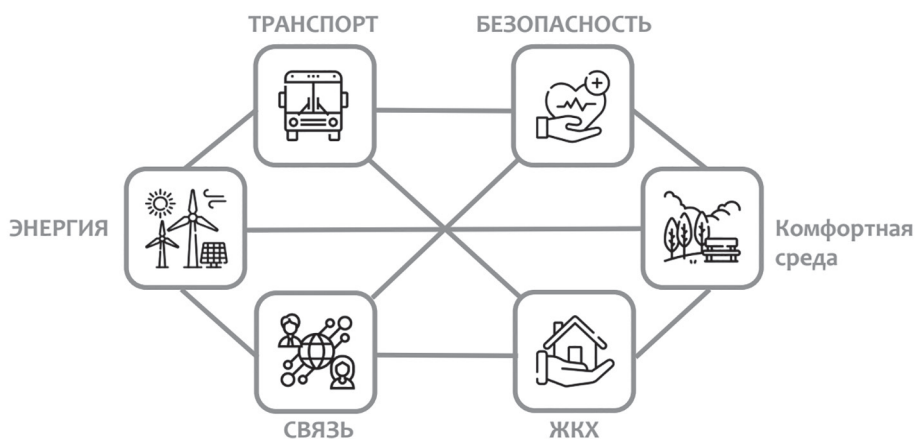 ТРАНСПОРТ
БЕЗОПАСНОСТЬ
ЭНЕРГИЯ
Комфортная
среда
СВЯЗЬ
ЖКХ